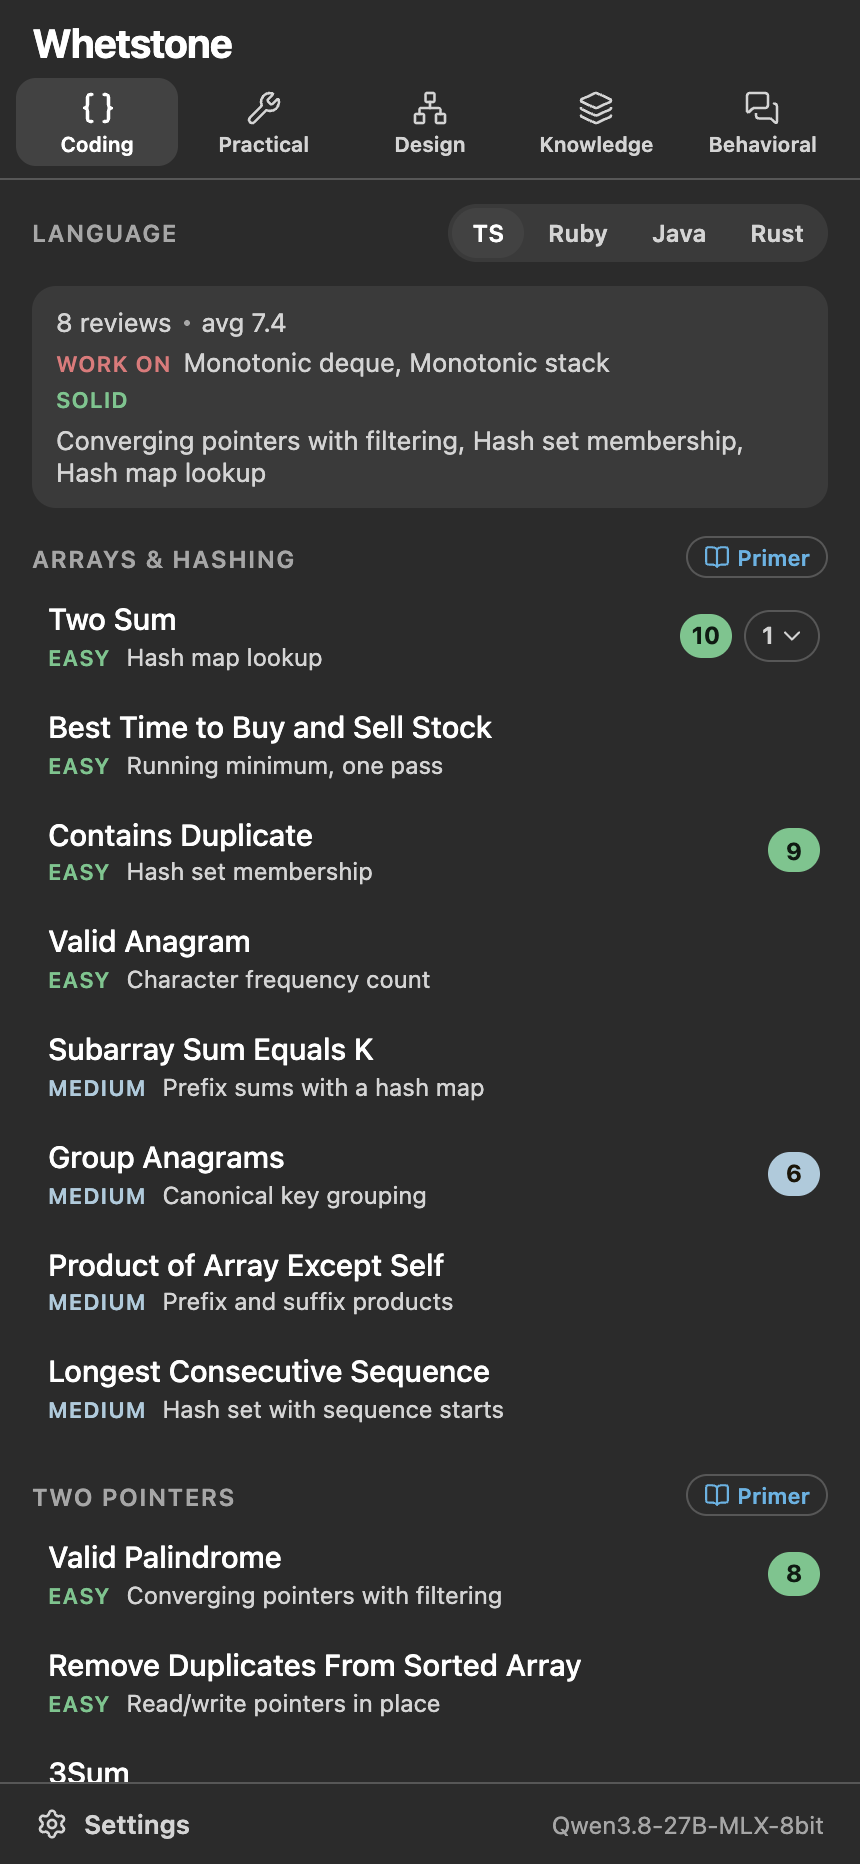 Whetstone
{ } Coding
Practical
Design
Knowledge
Behavioral
LANGUAGE
TS
Ruby
Java
Rust
8 reviews • avg 7.4
WORK ON Monotonic deque, Monotonic stack
SOLID
Converging pointers with filtering, Hash set membership,
Hash map lookup
ARRAYS & HASHING
Primer
Two Sum
10
1
EASY Hash map lookup
Best Time to Buy and Sell Stock
EASY Running minimum, one pass
Contains Duplicate
9
EASY Hash set membership
Valid Anagram
EASY Character frequency count
Subarray Sum Equals K
MEDIUM Prefix sums with a hash map
Group Anagrams
6
MEDIUM Canonical key grouping
Product of Array Except Self
MEDIUM Prefix and suffix products
Longest Consecutive Sequence
MEDIUM Hash set with sequence starts
TWO POINTERS
Primer
Valid Palindrome
8
EASY Converging pointers with filtering
Remove Duplicates From Sorted Array
EASY Read/write pointers in place
3Sum
Settings
Qwen3.8-27B-MLX-8bit